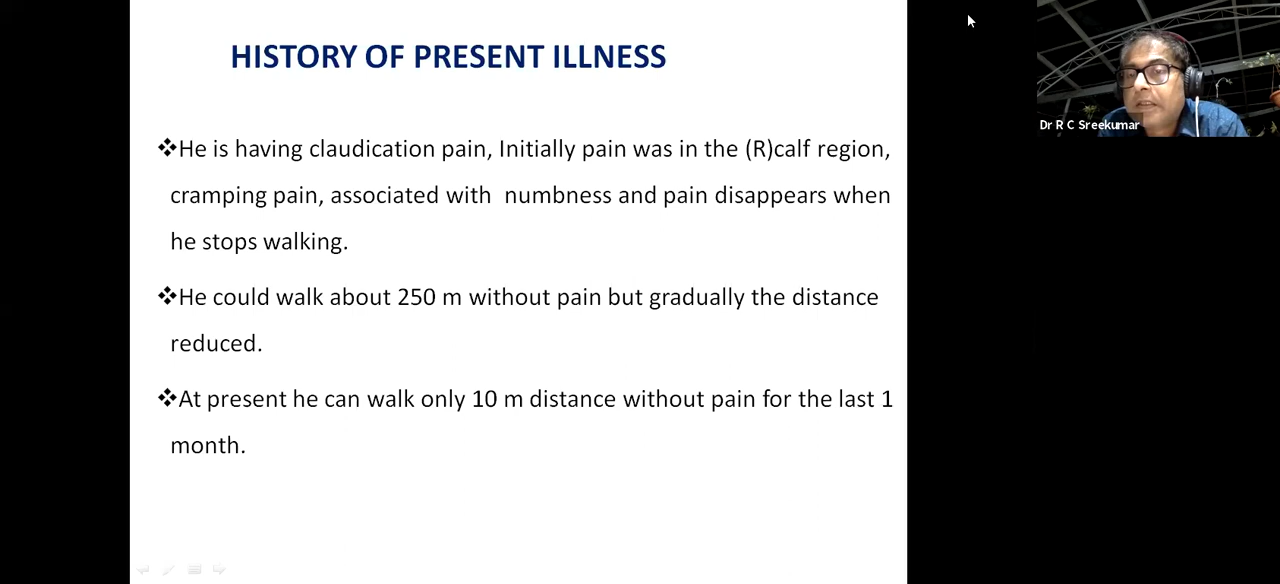 HISTORY OF PRESENT ILLNESS
❖He is having claudication pain, Initially pain was in the (R)calf region,
cramping pain, associated with numbness and pain disappears when
he stops walking.
❖He could walk about 250 m without pain but gradually the distance
reduced.
❖At present he can walk only 10 m distance without pain for the last 1
month.
Dr R C Sreekumar